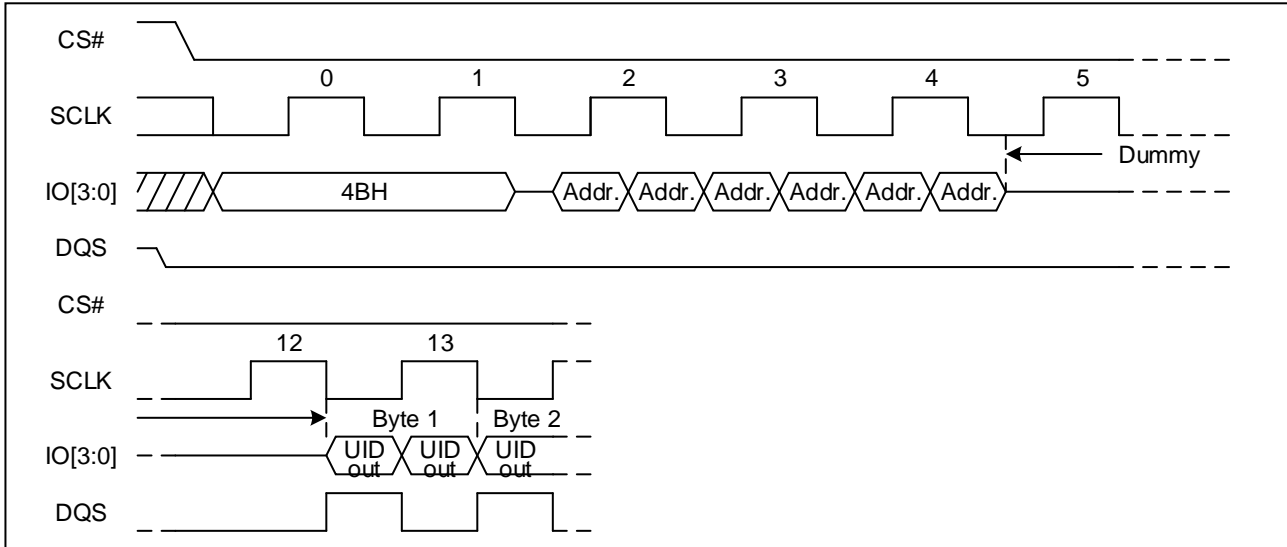 CS#
0 1 2 3 4 5
SCLK
Dummy
IO[3:0] 4BH Addr. Addr. Addr. Addr. Addr. Addr.
DQS
CS#
12 13
SCLK
Byte 1 Byte 2
IO[3:0] UID out UID out UID out
DQS